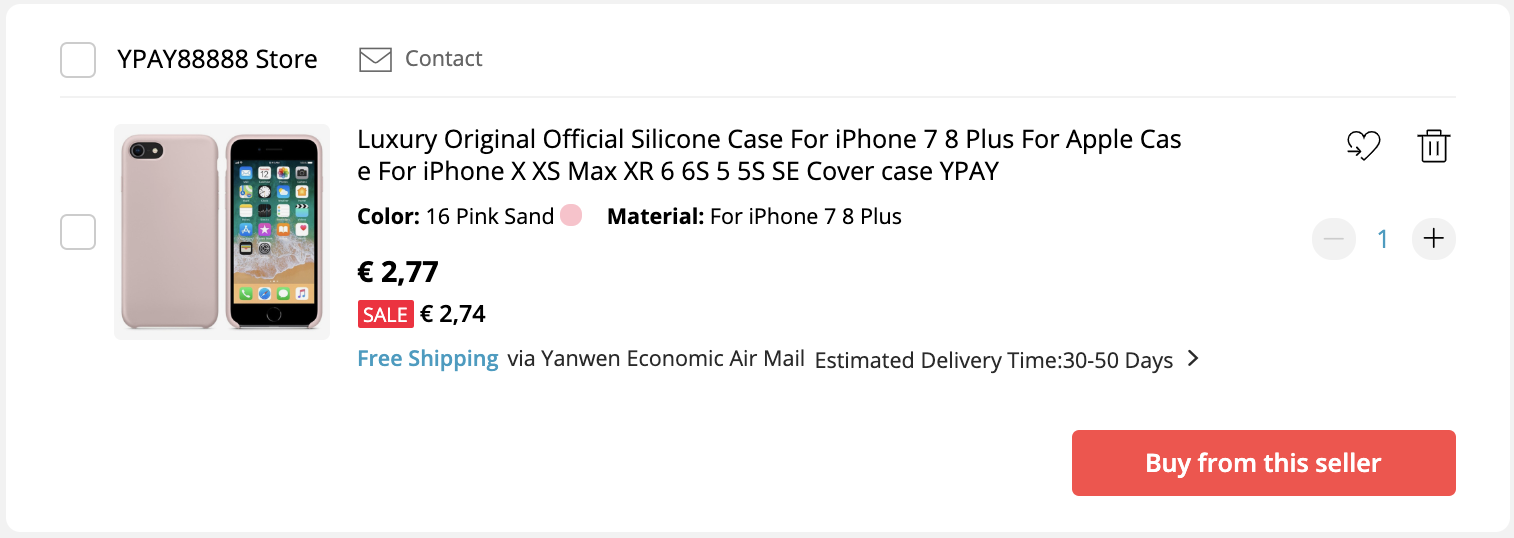 YPAY88888 Store Contact
Luxury Original Official Silicone Case For iPhone 7 8 Plus For Apple Cas
e For iPhone X XS Max XR 6 6S 5 5S SE Cover case YPAY
Color: 16 Pink Sand Material: For iPhone 7 8 Plus
1
€ 2,77
SALE € 2,74
Free Shipping via Yanwen Economic Air Mail Estimated Delivery Time:30-50 Days
Buy from this seller